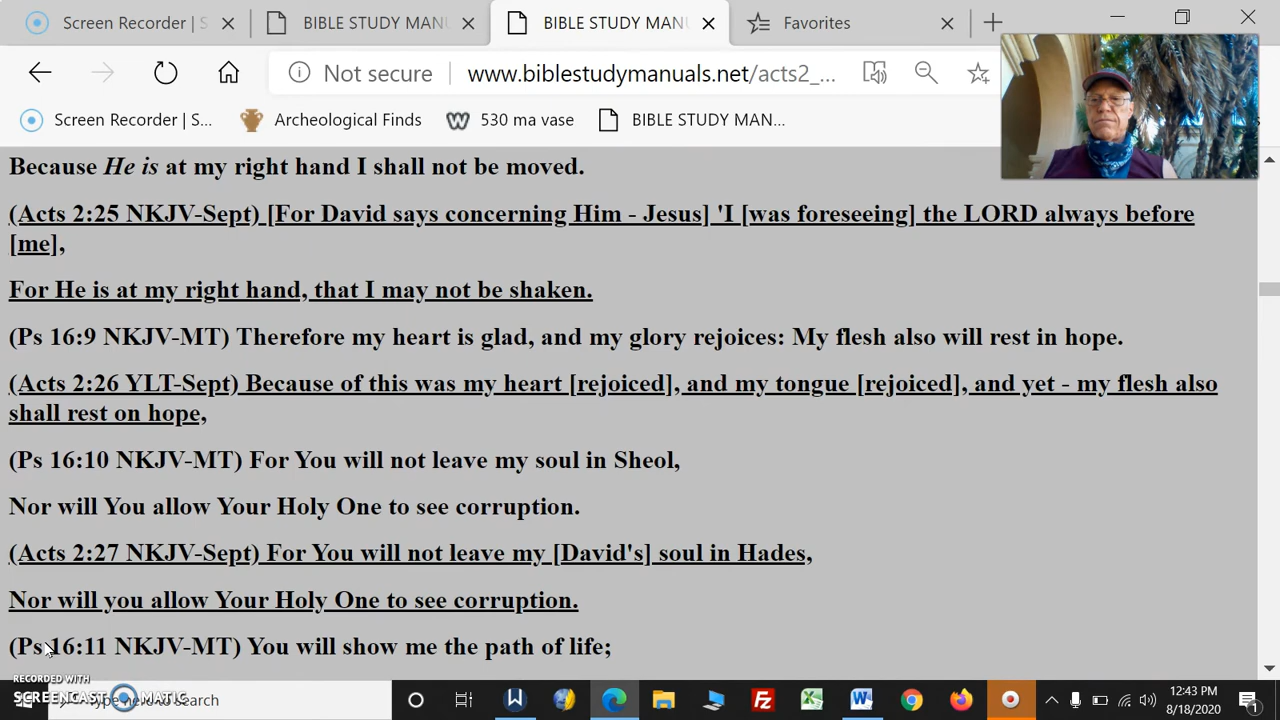 Screen Recorder | S
BIBLE STUDY MANU
BIBLE STUDY MANU
Favorites
Not secure
www.biblestudymanuals.net/acts2_...
Screen Recorder | S...
Archeological Finds
530 ma vase
BIBLE STUDY MAN...
Because He is at my right hand I shall not be moved.
(Acts 2:25 NKJV-Sept) [For David says concerning Him - Jesus] 'I [was foreseeing] the LORD always before
[me],
For He is at my right hand, that I may not be shaken.
(Ps 16:9 NKJV-MT) Therefore my heart is glad, and my glory rejoices: My flesh also will rest in hope.
(Acts 2:26 YLT-Sept) Because of this was my heart [rejoiced], and my tongue [rejoiced], and yet - my flesh also
shall rest on hope,
(Ps 16:10 NKJV-MT) For You will not leave my soul in Sheol,
Nor will You allow Your Holy One to see corruption.
(Acts 2:27 NKJV-Sept) For You will not leave my [David's] soul in Hades,
Nor will you allow Your Holy One to see corruption.
(Ps 16:11 NKJV-MT) You will show me the path of life;
RECORDED WITH
SCREENCAST MATIC
Type here to search
12:43 PM
8/18/2020
1